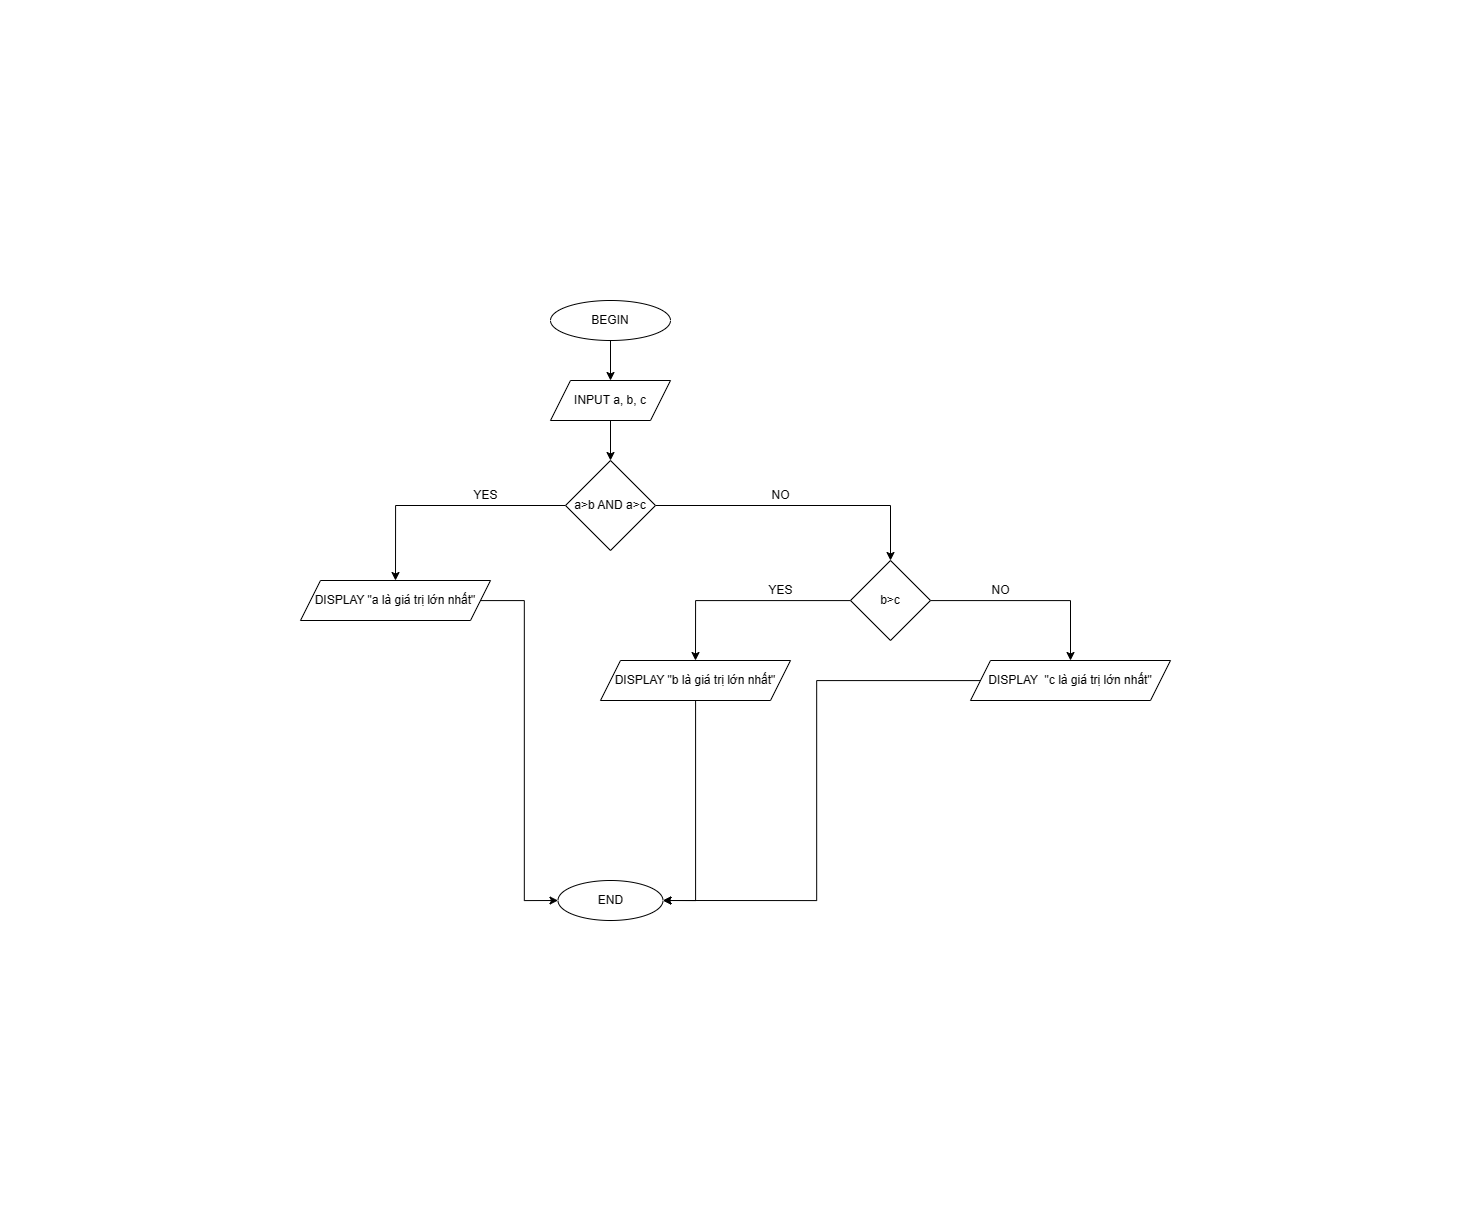 BEGIN
INPUT a, b, c
a>b AND a>c
YES
NO
DISPLAY "a là giá trị lớn nhất"
b>c
YES
NO
DISPLAY "b là giá trị lớn nhất"
DISPLAY  "c là giá trị lớn nhất"
END